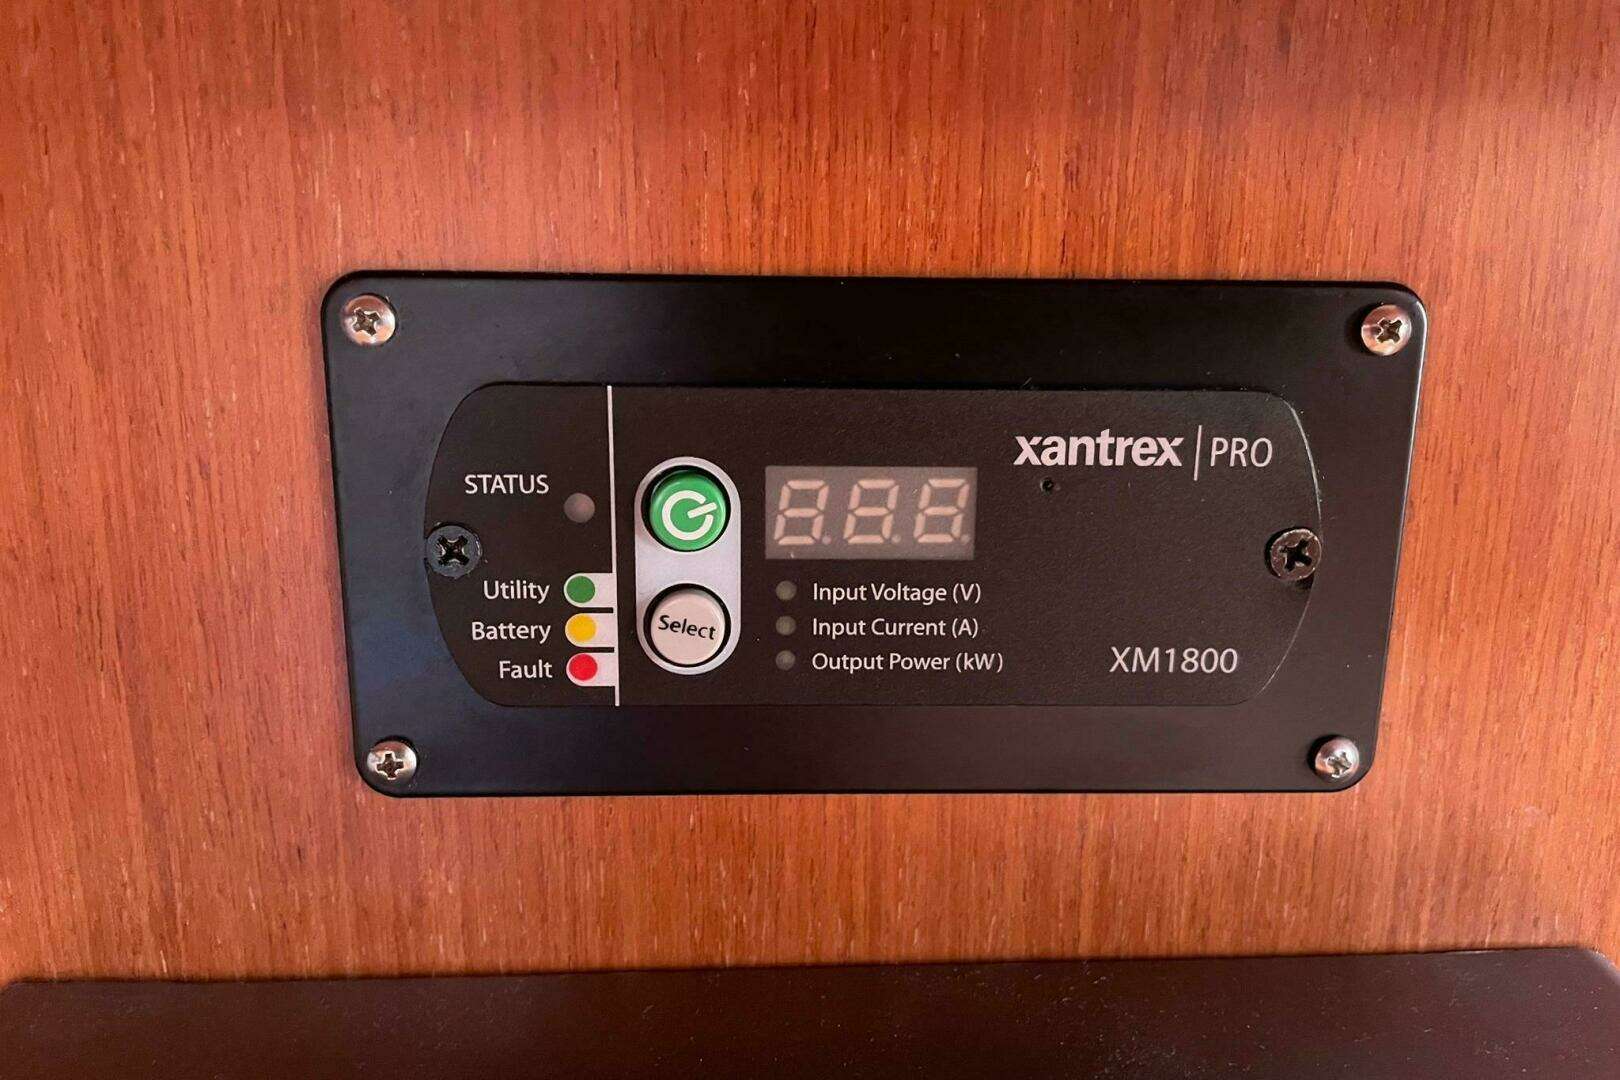 xantrex | PRO
STATUS
Utility
Battery
Fault
Select
Input Voltage (V)
Input Current (A)
Output Power (kW)
XM1800